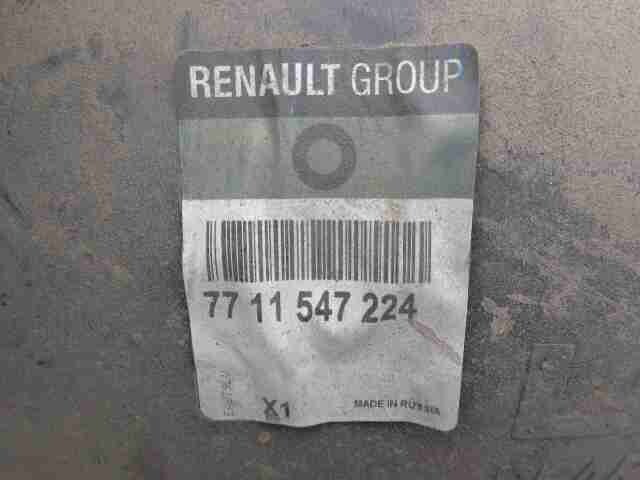 RENAULT GROUP
77 11 547 224
X1
MADE IN RUSSIA